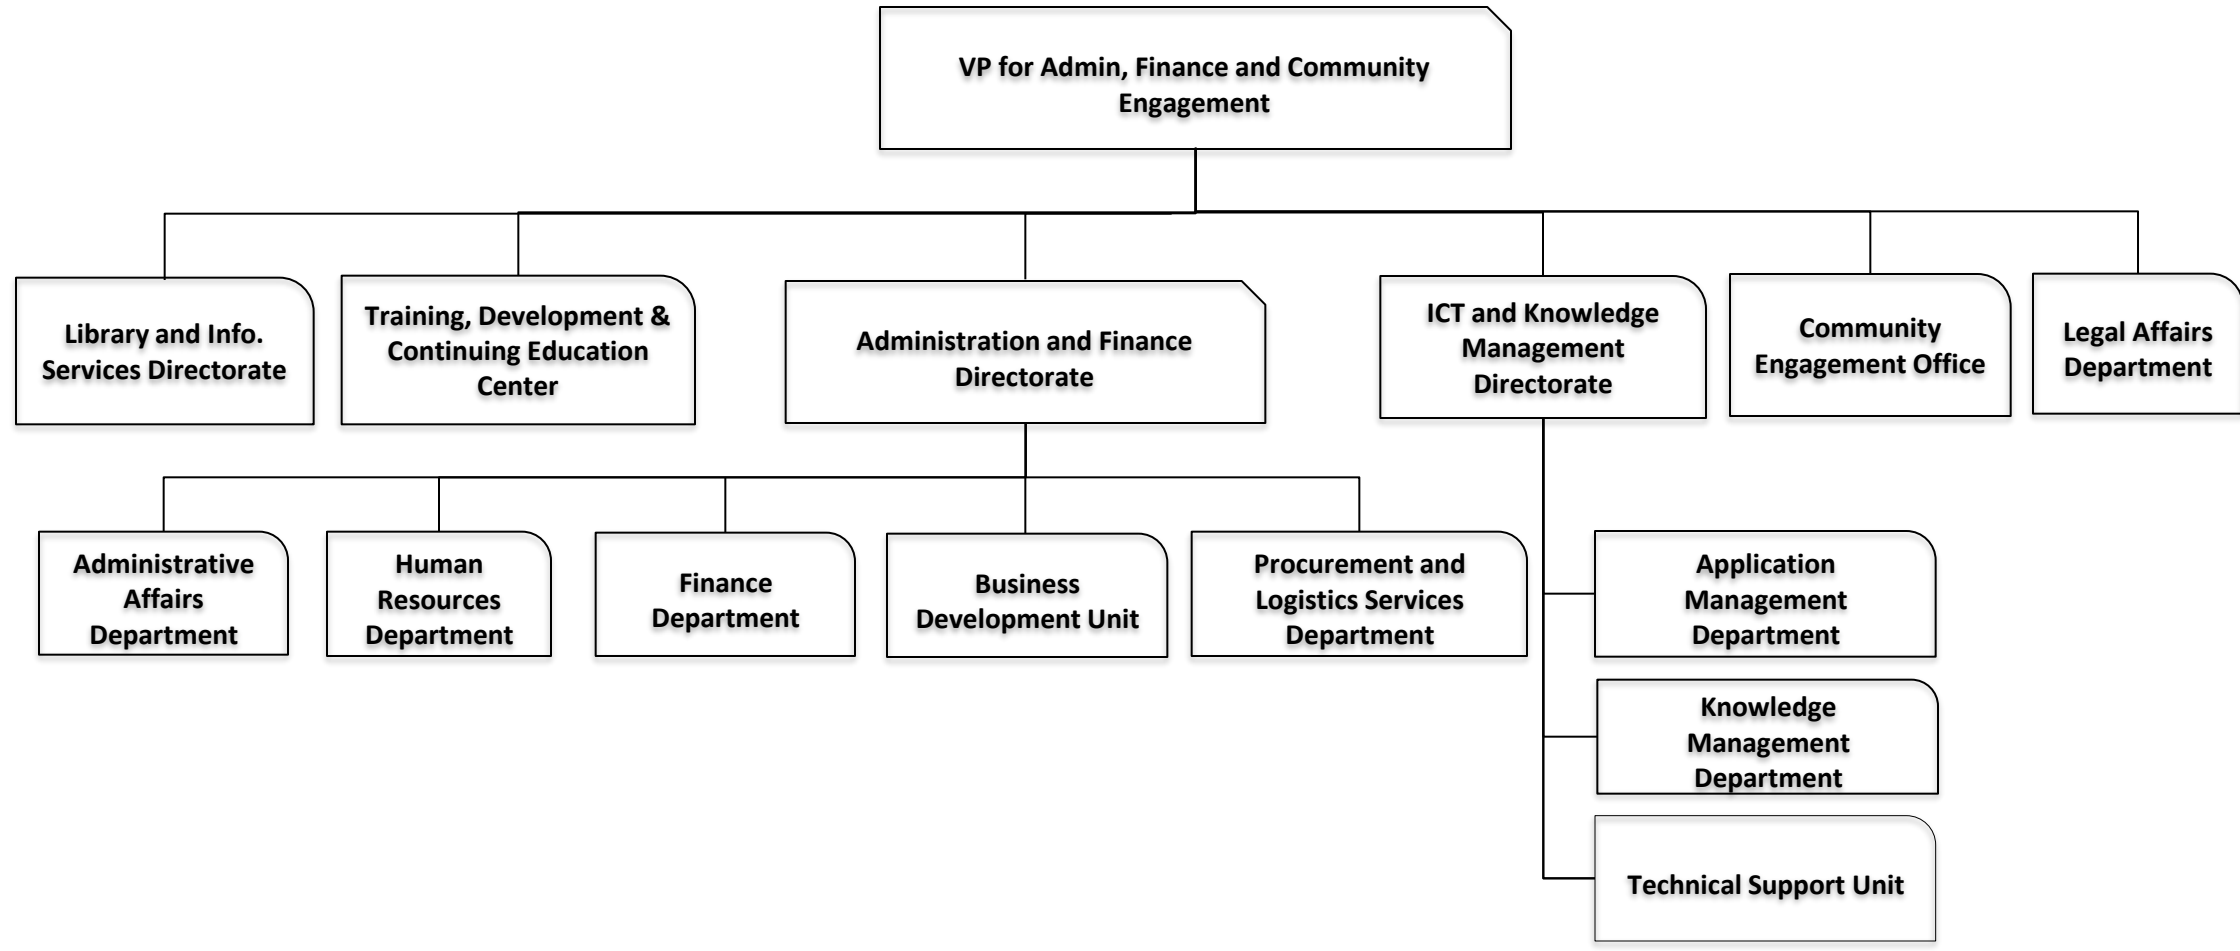 VP for Admin, Finance and Community
Engagement
Library and Info.
Services Directorate
Training, Development &
Continuing Education
Center
Administration and Finance
Directorate
ICT and Knowledge
Management
Directorate
Community
Engagement Office
Legal Affairs
Department
Administrative
Affairs
Department
Human
Resources
Department
Finance
Department
Business
Development Unit
Procurement and
Logistics Services
Department
Application
Management
Department
Knowledge
Management
Department
Technical Support Unit